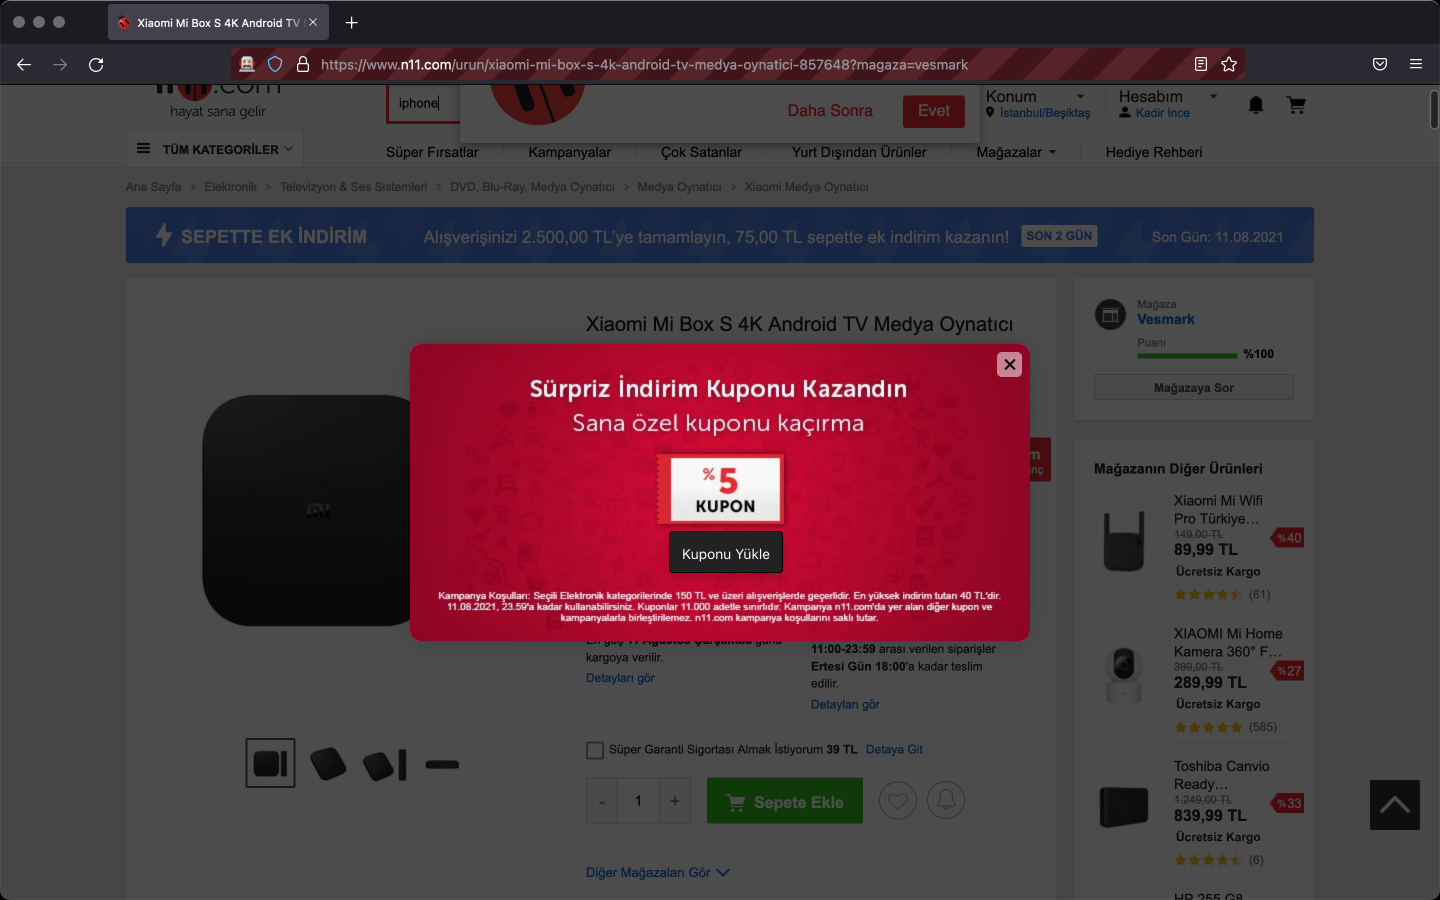 Xiaomi Mi Box S 4K Android TV
https://www.n11.com/urun/xiaomi-mi-box-s-4k-android-tv-medya-oynatici-857648?magaza=vesmark
n11.com
hayat sana gelir
iphone
Daha Sonra
Evet
Konum
İstanbul/Beşiktaş
Hesabım
Kadir Ince
TÜM KATEGORİLER
Süper Fırsatlar
Kampanyalar
Çok Satanlar
Yurt Dışından Ürünler
Mağazalar
Hediye Rehberi
Ana Sayfa > Elektronik > Televizyon & Ses Sistemleri > DVD, Blu-Ray, Medya Oynatıcı > Medya Oynatıcı > Xiaomi Medya Oynatıcı
SEPETTE EK İNDİRİM
Alışverişinizi 2.500,00 TL'ye tamamlayın, 75,00 TL sepette ek indirim kazanın!
SON 2 GÜN
Son Gün: 11.08.2021
Xiaomi Mi Box S 4K Android TV Medya Oynatıcı
Sürpriz İndirim Kuponu Kazandın
Sana özel kuponu kaçırma
%5
KUPON
Kuponu Yükle
Kampanya Koşulları: Seçili Elektronik kategorilerinde 150 TL ve üzeri alışverişlerde geçerlidir. En yüksek indirim tutarı 40 TL'dir.
11.08.2021, 23.59'a kadar kullanabilirsiniz. Kuponlar 11.000 adetle sınırlıdır. Kampanya n11.com'da yer alan diğer kupon ve
kampanyalarla birleştirilemez. n11.com kampanya koşullarını saklı tutar.
En geç 11 Ağustos Çarşamba günü
kargoya verilir.
Detayları gör
11:00-23:59 arası verilen siparişler
Ertesi Gün 18:00'a kadar teslim
edilir.
Detayları gör
Süper Garanti Sigortası Almak İstiyorum 39 TL Detaya Git
- 1 +
Sepete Ekle
Diğer Mağazaları Gör
Mağaza
Vesmark
Puanı
%100
Mağazaya Sor
Mağazanın Diğer Ürünleri
Xiaomi Mi Wifi
Pro Türkiye...
149,00 TL
89,99 TL
%40
Ücretsiz Kargo
(61)
XIAOMI Mi Home
Kamera 360° F...
399,00 TL
289,99 TL
%27
Ücretsiz Kargo
(585)
Toshiba Canvio
Ready...
1.249,00 TL
839,99 TL
%33
Ücretsiz Kargo
(6)
HP 255 G8